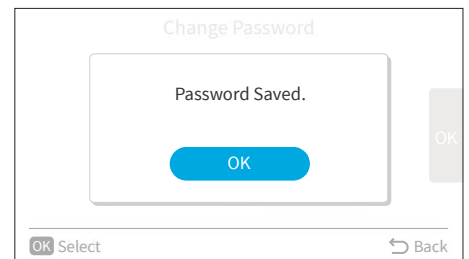 Change Password
Password Saved.
OK
OK
OK Select
Back